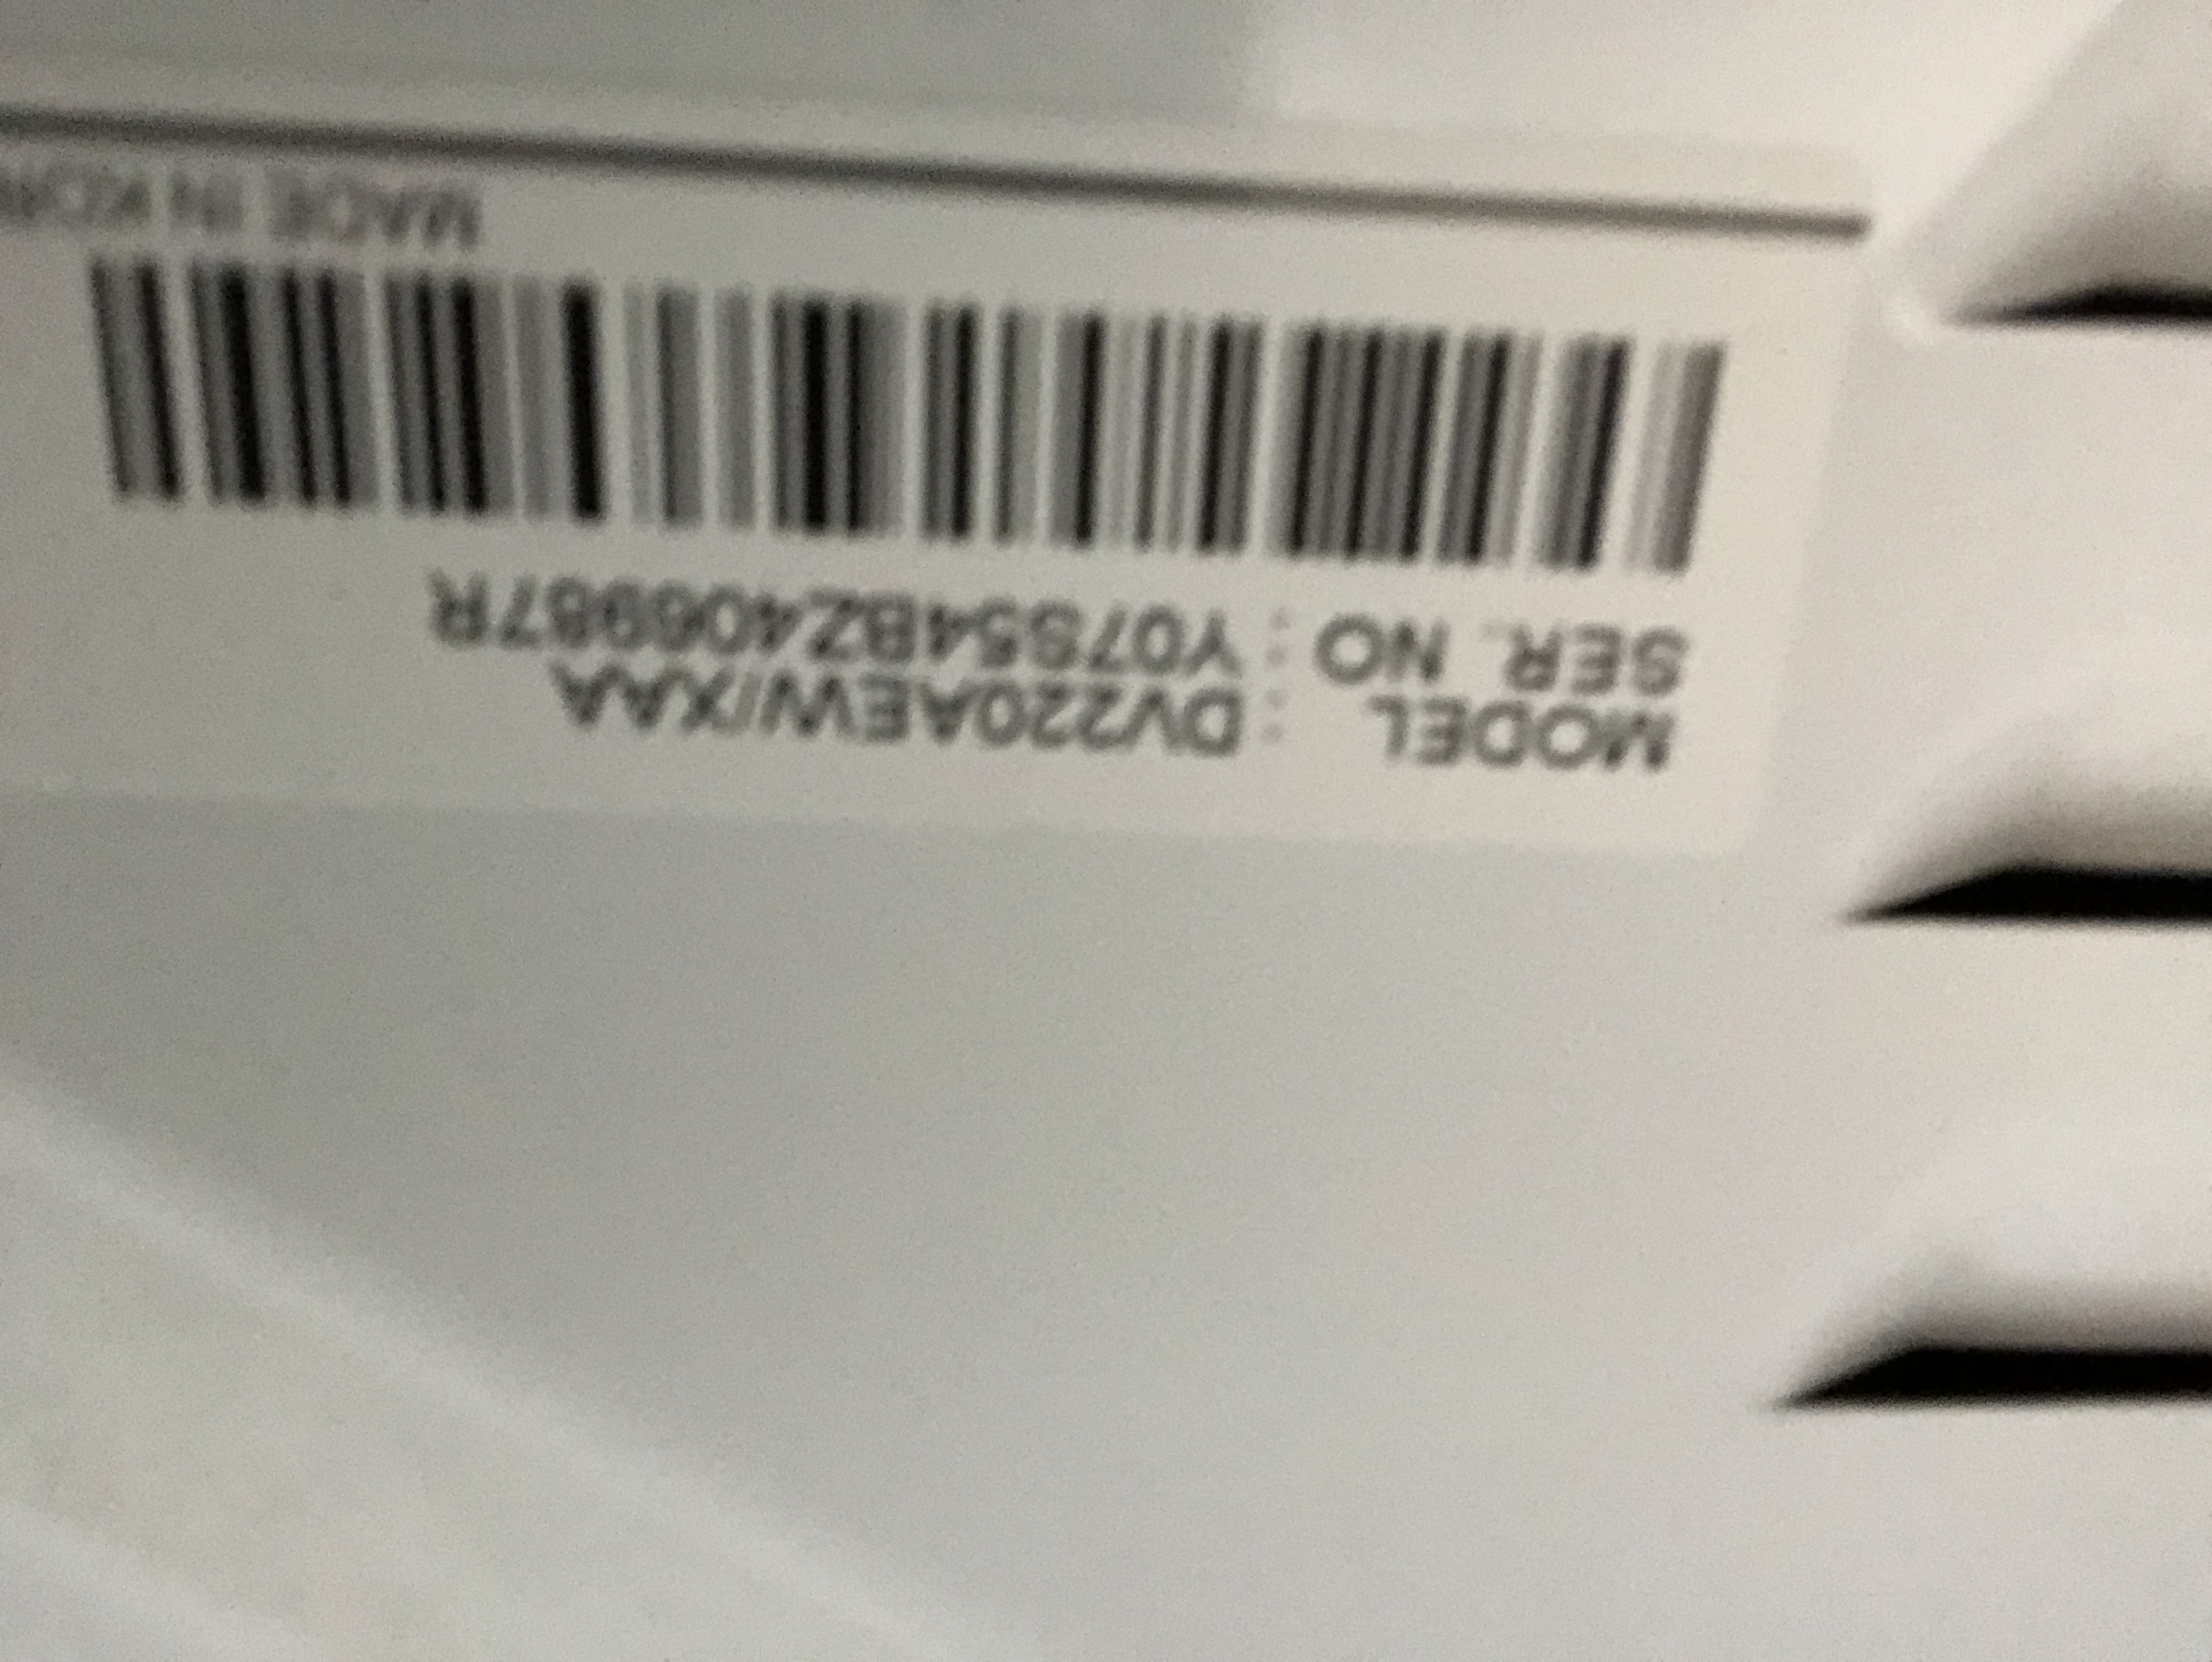 MODEL : DV220AEW/XAA
SER. NO : Y07S54BZ406987R
MADE IN